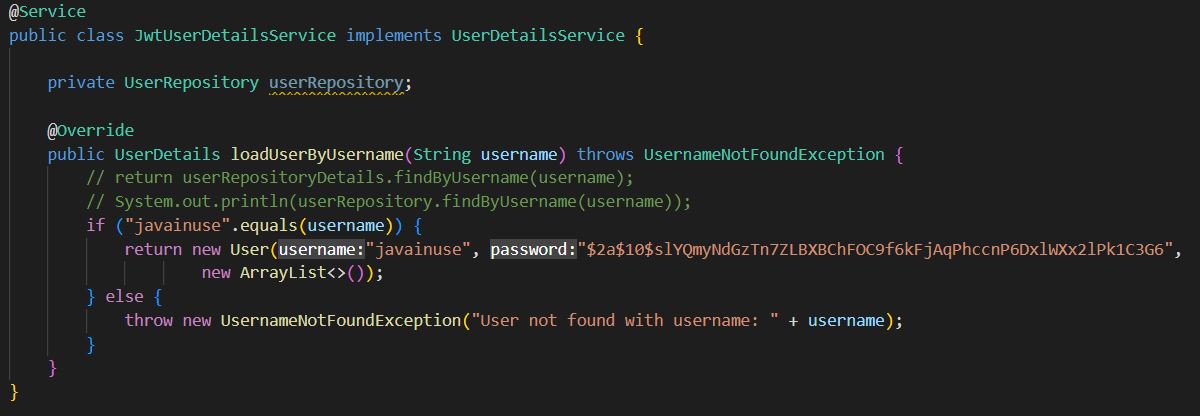 @Service
public class JwtUserDetailsService implements UserDetailsService {
private UserRepository userRepository;
@Override
public UserDetails loadUserByUsername(String username) throws UsernameNotFoundException {
// return userRepositoryDetails.findByUsername(username);
// System.out.println(userRepository.findByUsername(username));
if ("javainuse".equals(username)) {
return new User(username:"javainuse", password:"$2a$10$slYQmyNdGzTn7ZLBXBChFOC9f6kFjAqPhccnP6DxlWXx2lPk1C3G6",
new ArrayList<>());
} else {
throw new UsernameNotFoundException("User not found with username: " + username);
}
}
}